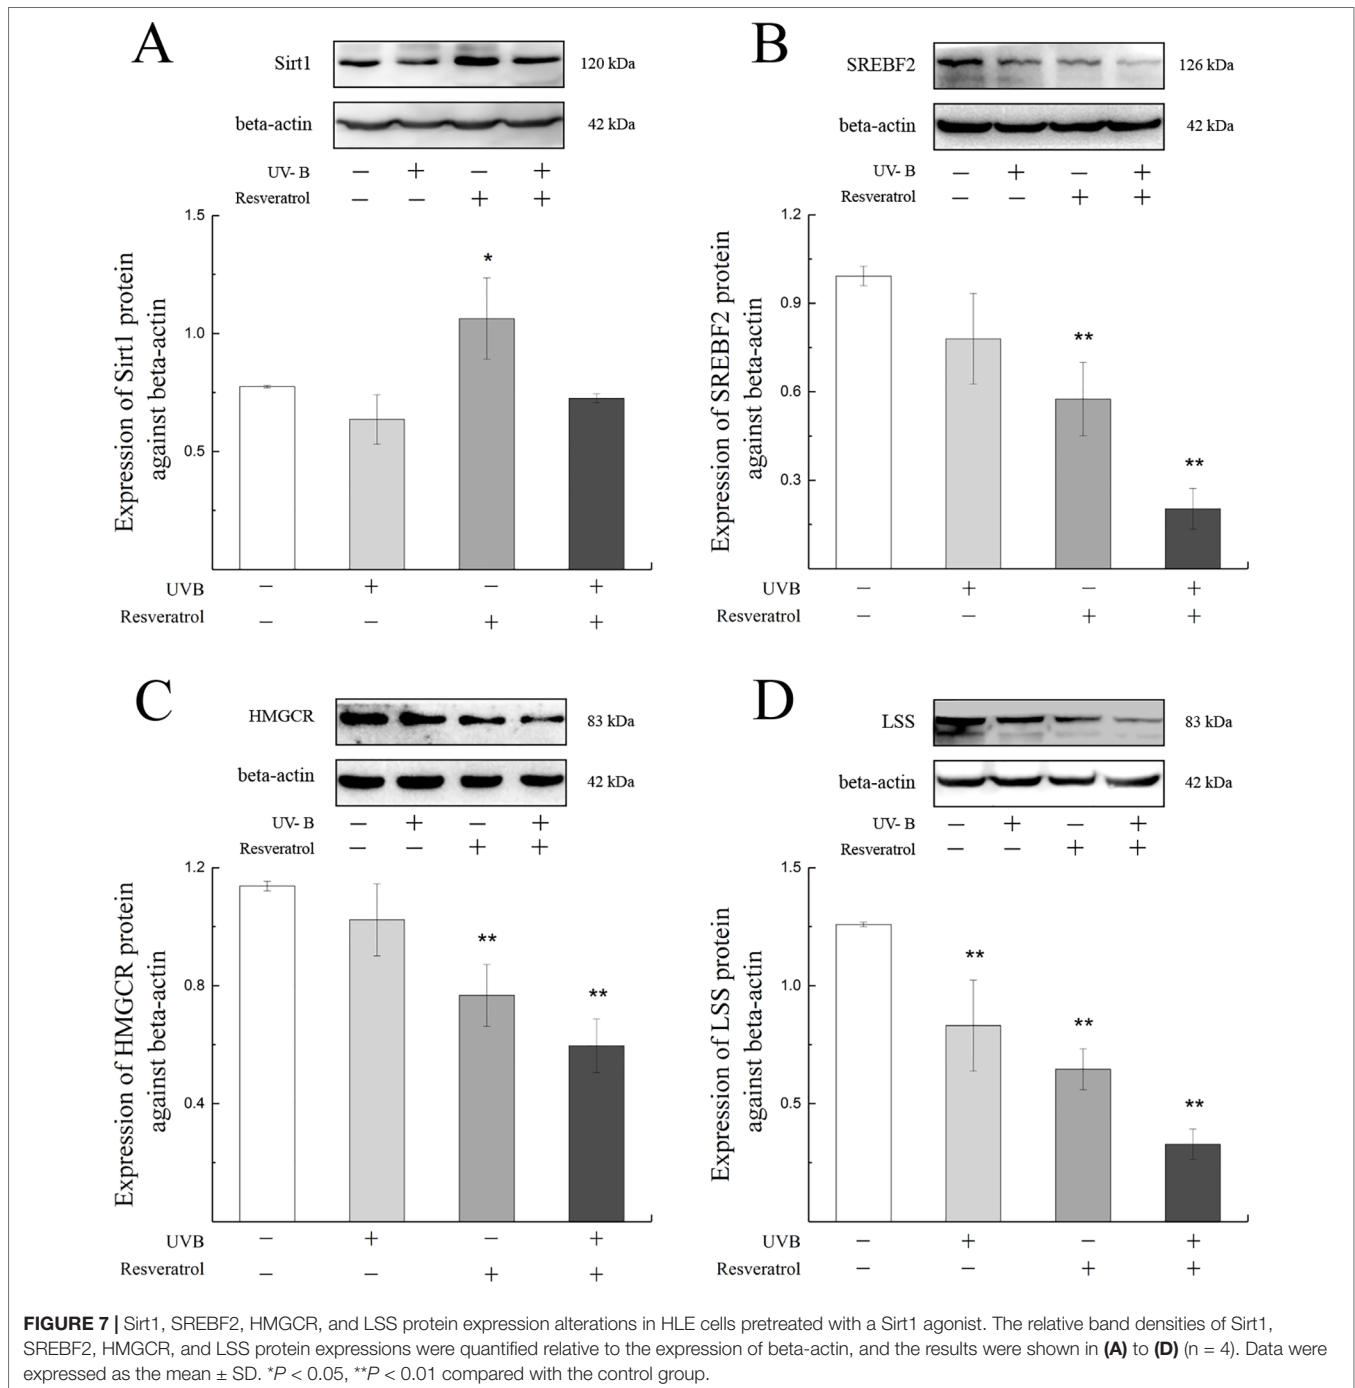 A
Sirt1
120 kDa
beta-actin
42 kDa
UV- B − + − +
Resveratrol − − + +
1.5
1.0
0.5
Expression of Sirt1 protein
against beta-actin
*
UVB − + − +
Resveratrol − − + +
B
SREBF2
126 kDa
beta-actin
42 kDa
UV- B − + − +
Resveratrol − − + +
1.2
0.9
0.6
0.3
Expression of SREBF2 protein
against beta-actin
**
**
UVB − + − +
Resveratrol − − + +
C
HMGCR
83 kDa
beta-actin
42 kDa
UV- B − + − +
Resveratrol − − + +
1.2
0.8
0.4
Expression of HMGCR protein
against beta-actin
**
**
UVB − + − +
Resveratrol − − + +
D
LSS
83 kDa
beta-actin
42 kDa
UV- B − + − +
Resveratrol − − + +
1.5
1.0
0.5
Expression of LSS protein
against beta-actin
**
**
**
UVB − + − +
Resveratrol − − + +
FIGURE 7 | Sirt1, SREBF2, HMGCR, and LSS protein expression alterations in HLE cells pretreated with a Sirt1 agonist. The relative band densities of Sirt1,
SREBF2, HMGCR, and LSS protein expressions were quantified relative to the expression of beta-actin, and the results were shown in (A) to (D) (n = 4). Data were
expressed as the mean ± SD. *P < 0.05, **P < 0.01 compared with the control group.